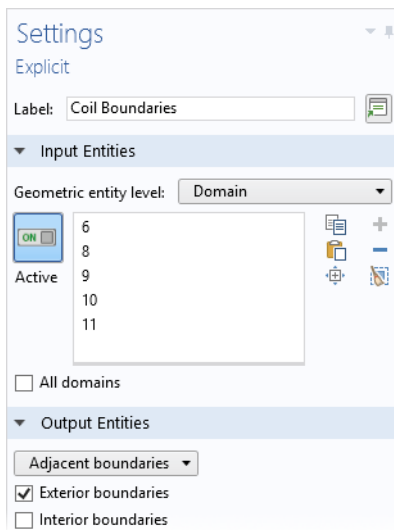 Settings
Explicit
Label: Coil Boundaries
Input Entities
Geometric entity level: Domain
ON
Active
6
8
9
10
11
All domains
Output Entities
Adjacent boundaries
Exterior boundaries
Interior boundaries